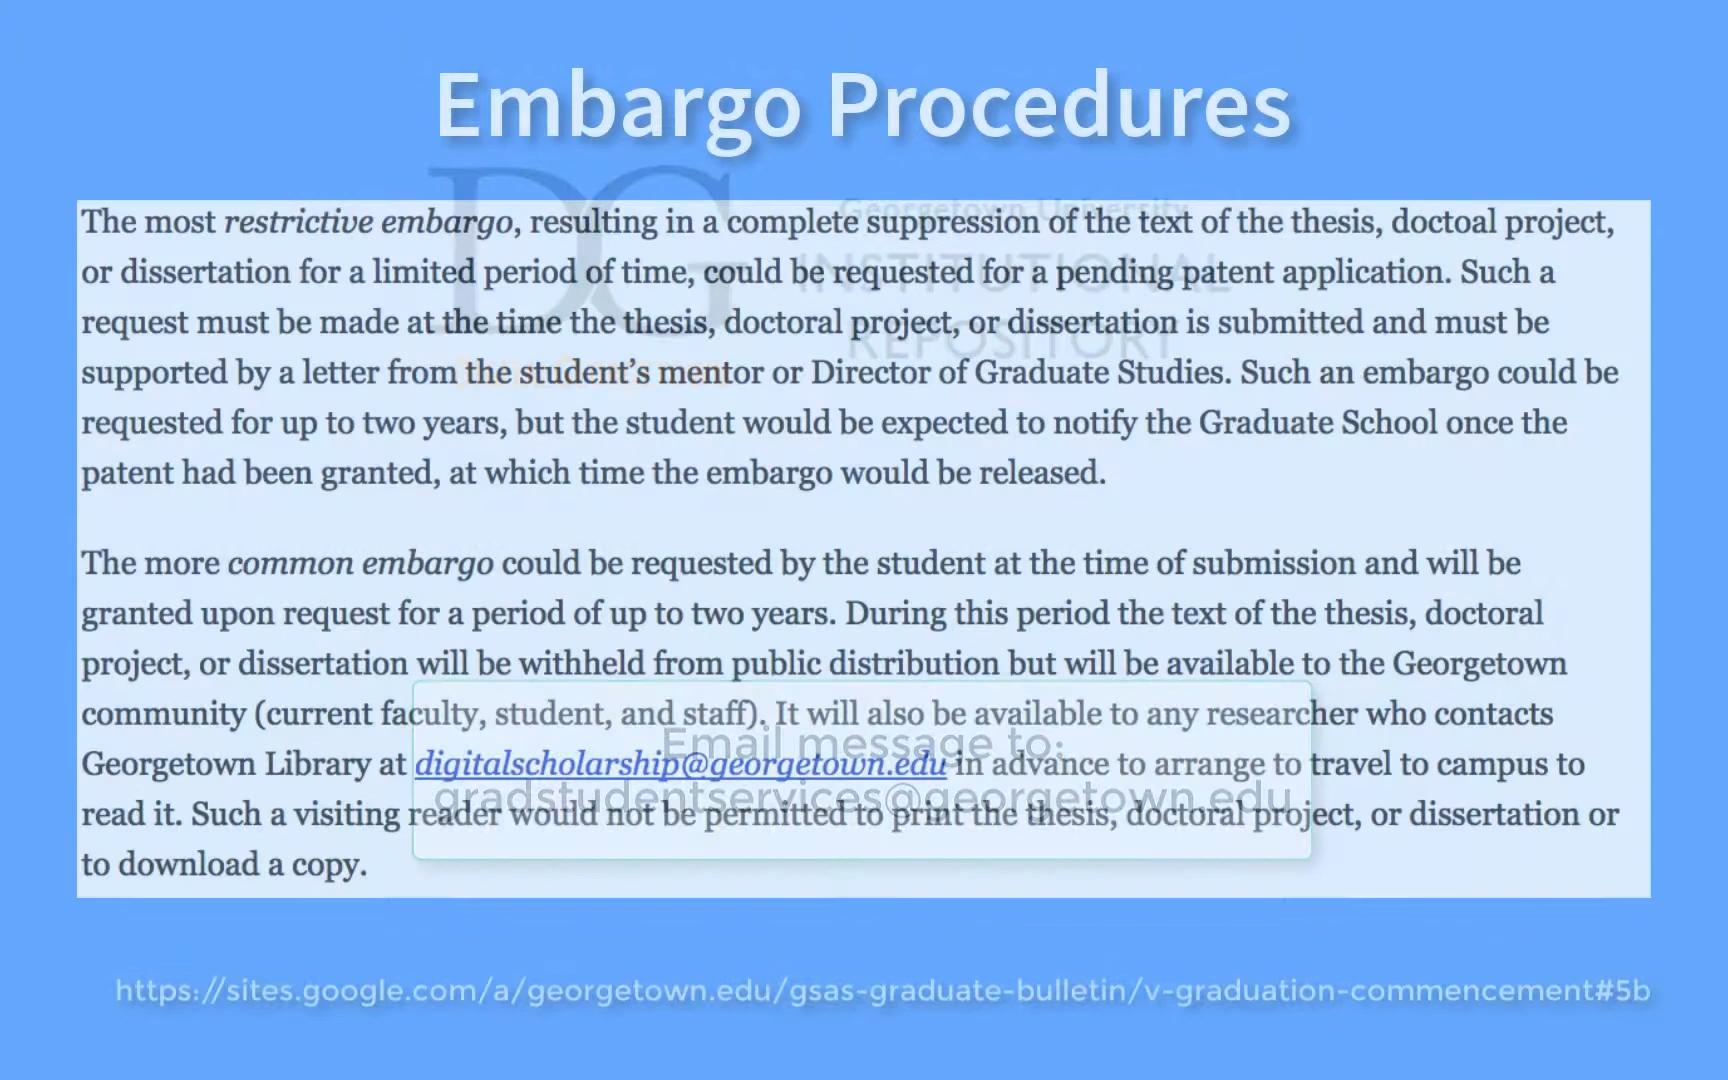 Embargo Procedures
Georgetown University
INSTITUTIONAL
REPOSITORY
The most restrictive embargo, resulting in a complete suppression of the text of the thesis, doctoal project,
or dissertation for a limited period of time, could be requested for a pending patent application. Such a
request must be made at the time the thesis, doctoral project, or dissertation is submitted and must be
supported by a letter from the student’s mentor or Director of Graduate Studies. Such an embargo could be
requested for up to two years, but the student would be expected to notify the Graduate School once the
patent had been granted, at which time the embargo would be released.
The more common embargo could be requested by the student at the time of submission and will be
granted upon request for a period of up to two years. During this period the text of the thesis, doctoral
project, or dissertation will be withheld from public distribution but will be available to the Georgetown
community (current faculty, student, and staff). It will also be available to any researcher who contacts
Georgetown Library at digitalscholarship@georgetown.edu in advance to arrange to travel to campus to
read it. Such a visiting reader would not be permitted to print the thesis, doctoral project, or dissertation or
to download a copy.
Email message to:
gradstudentservices@georgetown.edu
https://sites.google.com/a/georgetown.edu/gsas-graduate-bulletin/v-graduation-commencement#5b